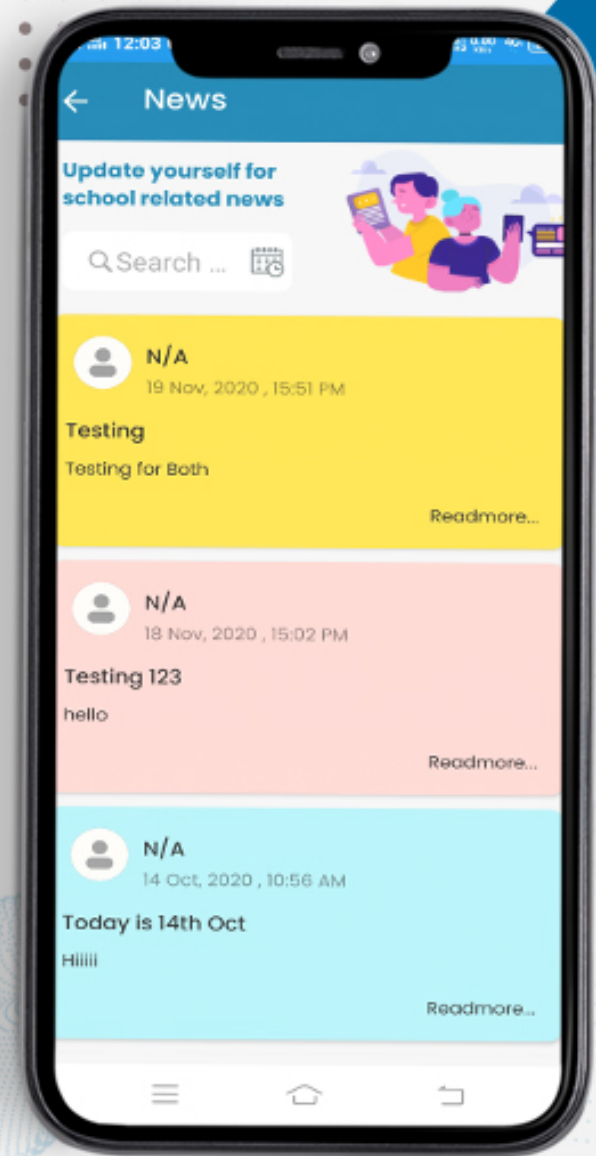 12:03
News
Update yourself for
school related news
Search ...
N/A
19 Nov, 2020 , 15:51 PM
Testing
Testing for Both
Readmore...
N/A
18 Nov, 2020 , 15:02 PM
Testing 123
hello
Readmore...
N/A
14 Oct, 2020 , 10:56 AM
Today is 14th Oct
Hiiiii
Readmore...